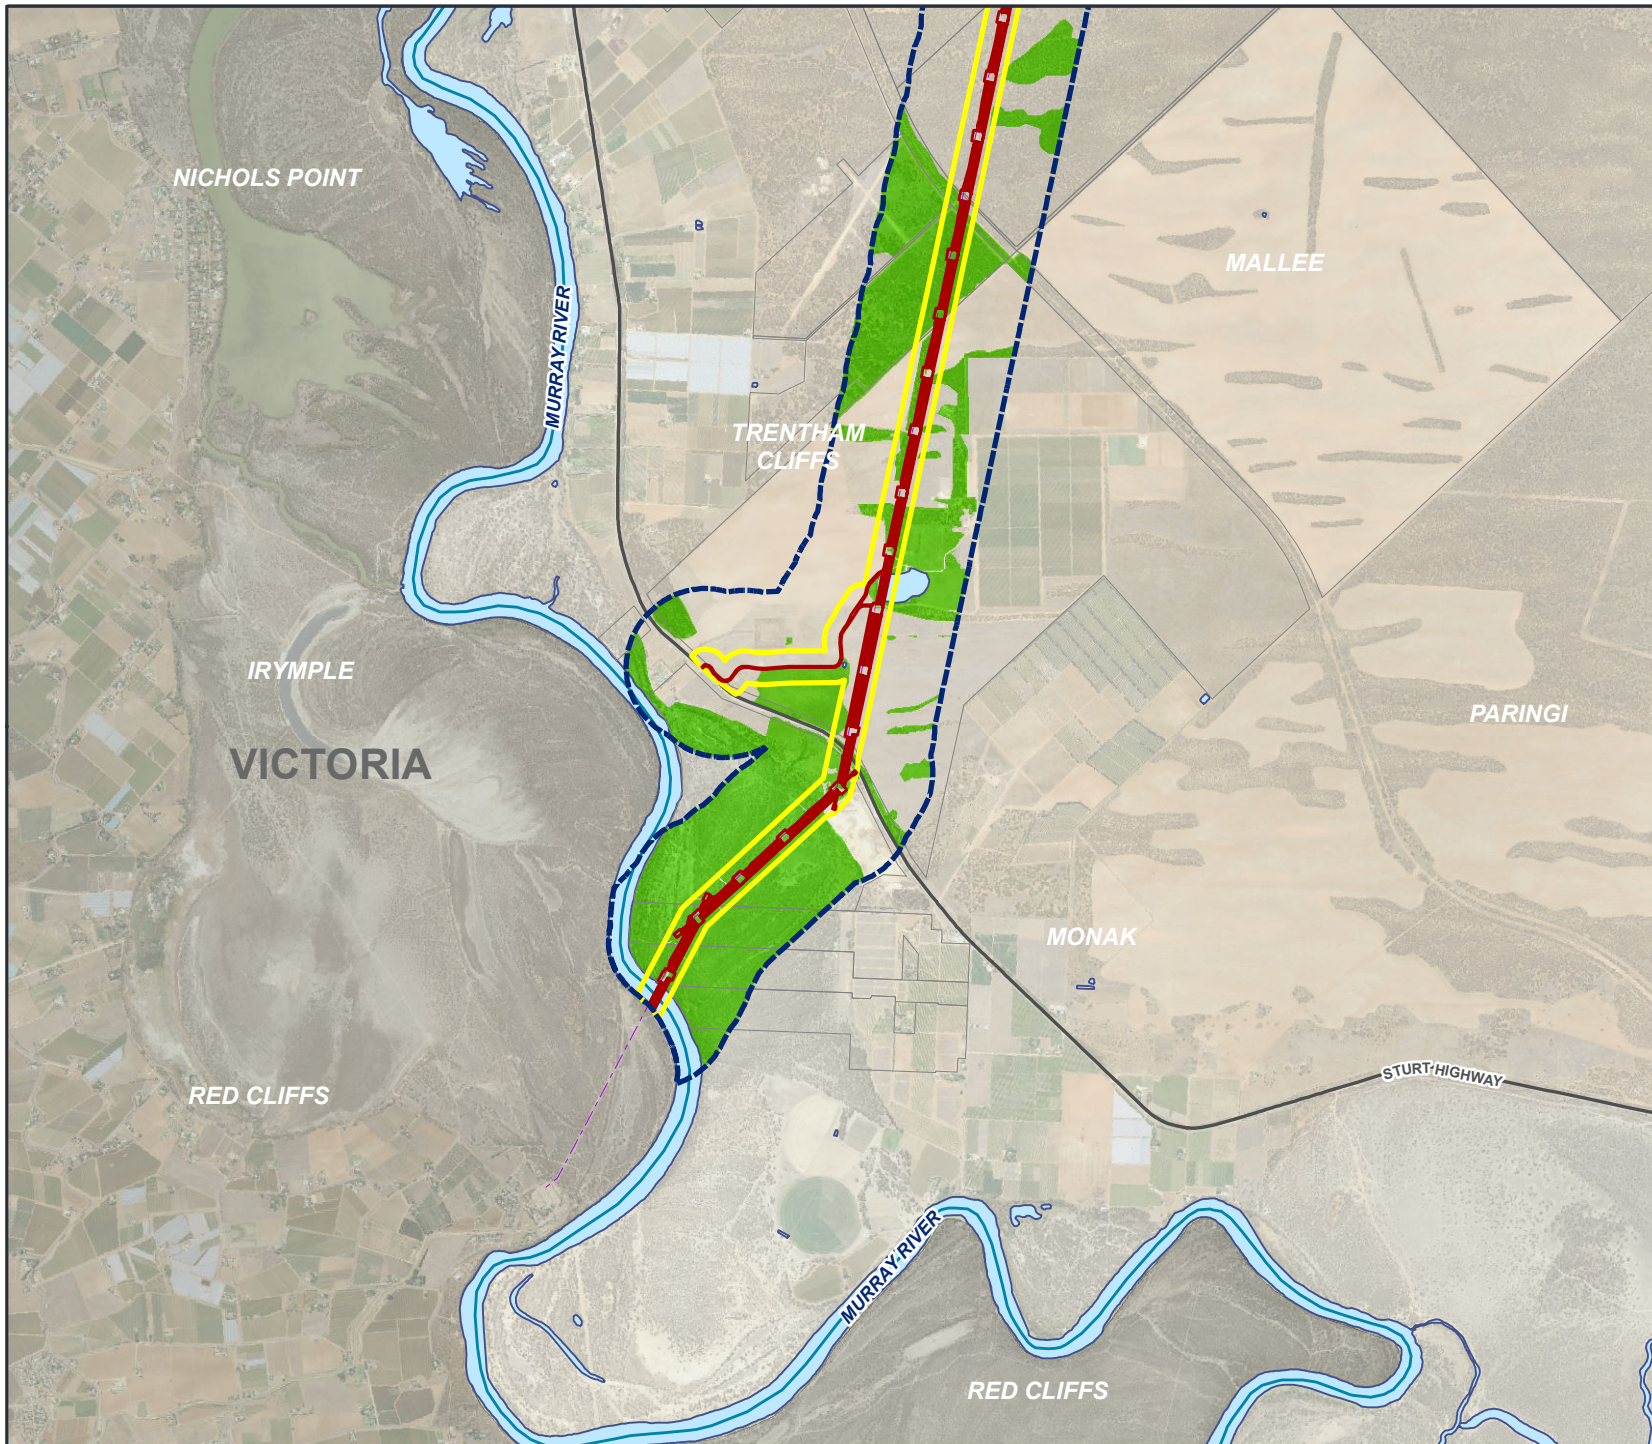 NICHOLS POINT
MALLEE
MURRAY RIVER
TRENTHAM
CLIFFS
IRYMPLE
PARINGI
VICTORIA
MONAK
STURT HIGHWAY
RED CLIFFS
MURRAY RIVER
RED CLIFFS